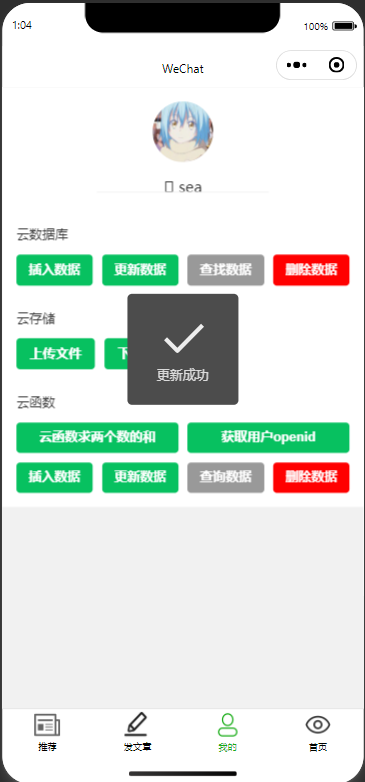 1:04 100%
WeChat
sea
云数据库
插入数据 更新数据 查找数据 删除数据
云存储
上传文件 下
更新成功
云函数
云函数求两个数的和 获取用户openid
插入数据 更新数据 查询数据 删除数据
推荐 发文章 我的 首页